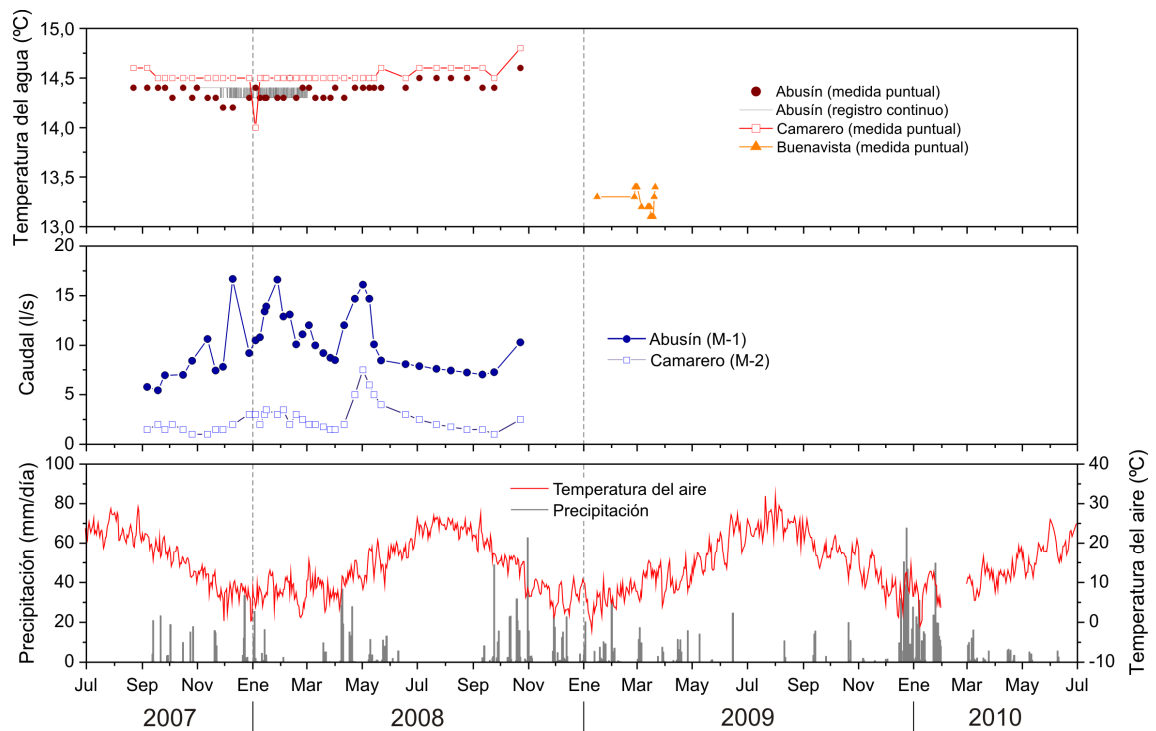 Temperatura del agua (ºC)
15,0
14,5
14,0
13,5
13,0
Abusín (medida puntual)
Abusín (registro continuo)
Camarero (medida puntual)
Buenavista (medida puntual)
Caudal (l/s)
20
15
10
5
0
Abusín (M-1)
Camarero (M-2)
Precipitación (mm/día)
100
80
60
40
20
0
Temperatura del aire
Precipitación
40
30
20
10
0
-10
Temperatura del aire (ºC)
Jul Sep Nov Ene Mar May Jul Sep Nov Ene Mar May Jul Sep Nov Ene Mar May Jul
2007 2008 2009 2010